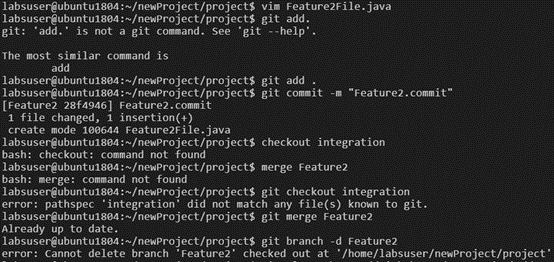 labsuser@ubuntu1804:~/newProject/project$ vim Feature2File.java
labsuser@ubuntu1804:~/newProject/project$ git add.
git: 'add.' is not a git command. See 'git --help'.
The most similar command is
add
labsuser@ubuntu1804:~/newProject/project$ git add .
labsuser@ubuntu1804:~/newProject/project$ git commit -m "Feature2.commit"
[Feature2 28f4946] Feature2.commit
1 file changed, 1 insertion(+)
create mode 100644 Feature2File.java
labsuser@ubuntu1804:~/newProject/project$ checkout integration
bash: checkout: command not found
labsuser@ubuntu1804:~/newProject/project$ merge Feature2
bash: merge: command not found
labsuser@ubuntu1804:~/newProject/project$ git checkout integration
error: pathspec 'integration' did not match any file(s) known to git.
labsuser@ubuntu1804:~/newProject/project$ git merge Feature2
Already up to date.
labsuser@ubuntu1804:~/newProject/project$ git branch -d Feature2
error: Cannot delete branch 'Feature2' checked out at '/home/labsuser/newProject/project'